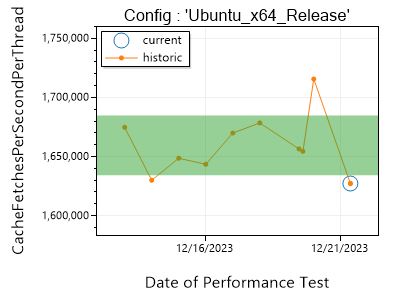 Config : 'Ubuntu_x64_Release'
CacheFetchesPerSecondPerThread
1,750,000
1,700,000
1,650,000
1,600,000
current
historic
12/16/2023
12/21/2023
Date of Performance Test